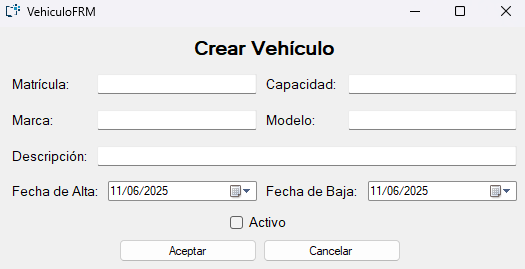 VehiculoFRM
Crear Vehículo
Matrícula: Capacidad:
Marca: Modelo:
Descripción:
Fecha de Alta: 11/06/2025 Fecha de Baja: 11/06/2025
Activo
Aceptar Cancelar